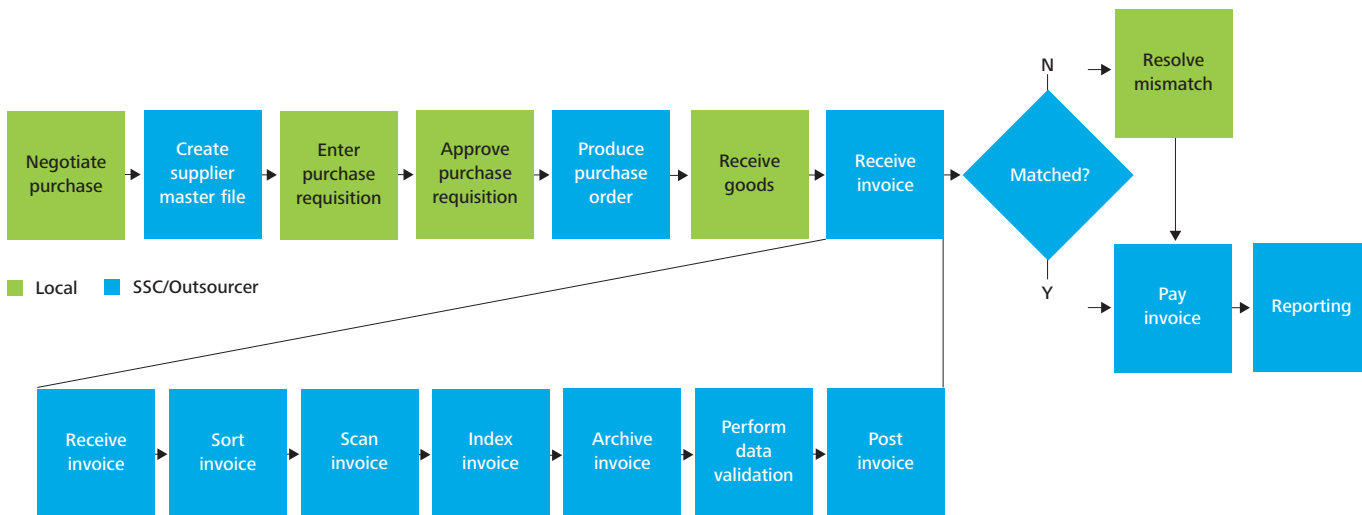 Negotiate
purchase
Create
supplier
master file
Enter
purchase
requisition
Approve
purchase
requisition
Produce
purchase
order
Receive
goods
Receive
invoice
Matched?
N
Resolve
mismatch
Y
Pay
invoice
Reporting
Local
SSC/Outsourcer
Receive
invoice
Sort
invoice
Scan
invoice
Index
invoice
Archive
invoice
Perform
data
validation
Post
invoice